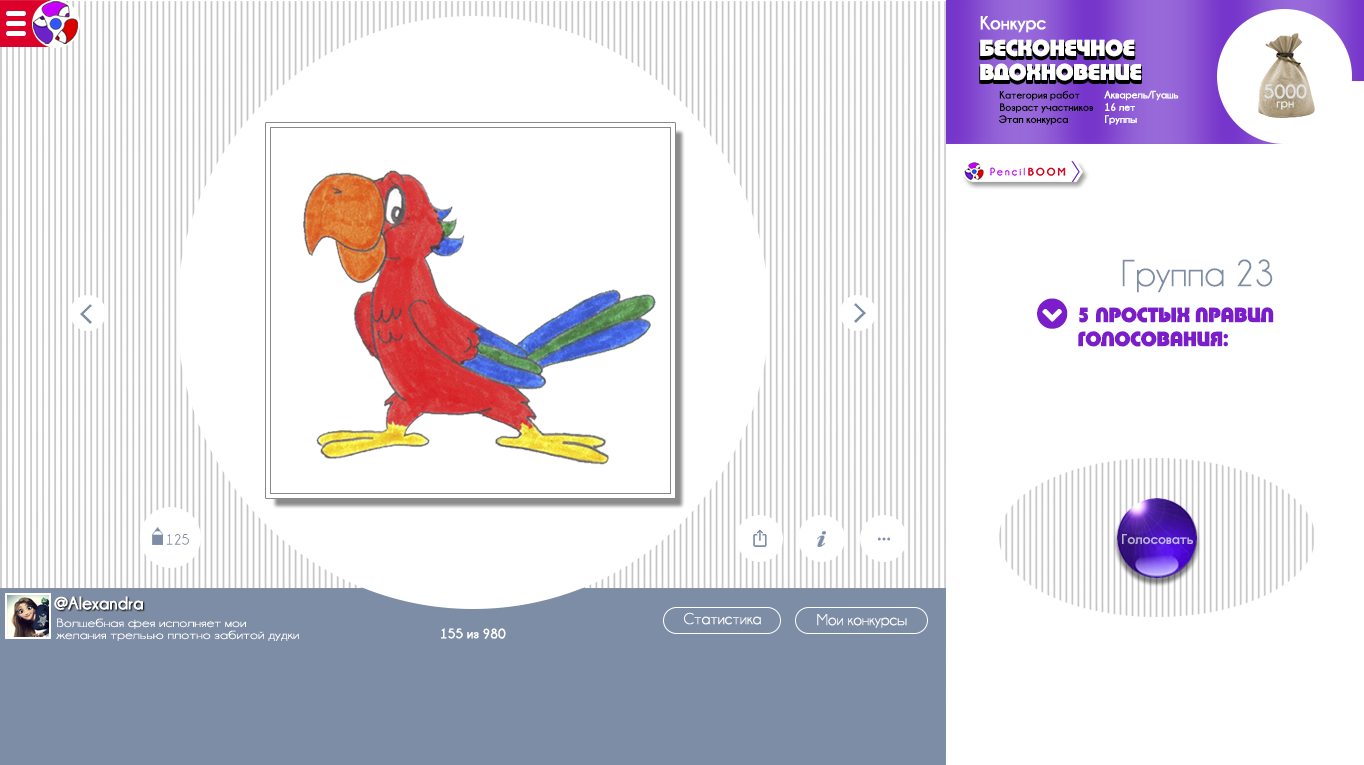 Конкурс
БЕСКОНЕЧНОЕ
ВДОХНОВЕНИЕ
Категория работ Акварель/Гуашь
Возраст участников 16 лет
Этап конкурса Группы
5000
грн
PencilBOOM
Группа 23
5 ПРОСТЫХ ПРАВИЛ
ГОЛОСОВАНИЯ:
Голосовать
125
i
@Alexandra
Волшебная фея исполняет мои
желания третьью плотно забитой дудки
155 из 980
Статистика
Мои конкурсы